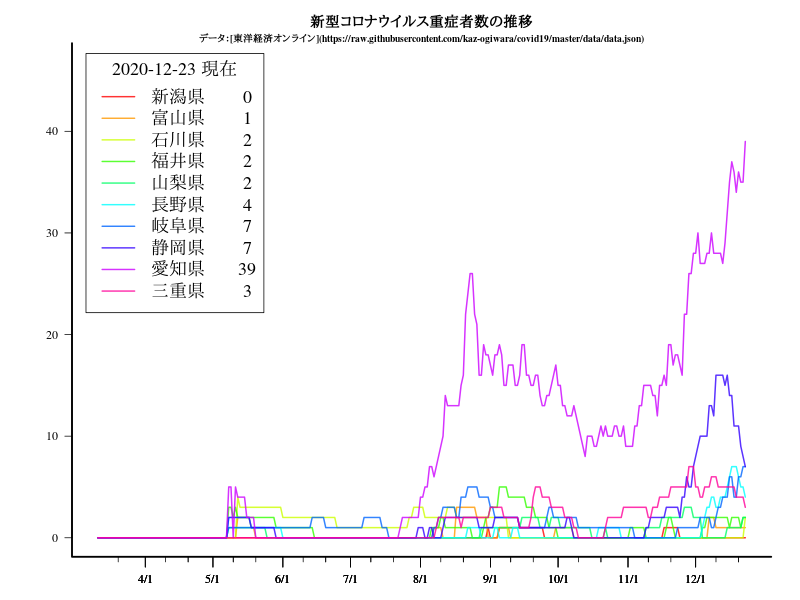 新型コロナウイルス重症者数の推移
データ：[東洋経済オンライン](https://raw.githubusercontent.com/kaz-ogiwara/covid19/master/data/data.json)
2020-12-23 現在
新潟県 0
富山県 1
石川県 2
福井県 2
山梨県 2
長野県 4
岐阜県 7
静岡県 7
愛知県 39
三重県 3
40
30
20
10
0
4/1 5/1 6/1 7/1 8/1 9/1 10/1 11/1 12/1